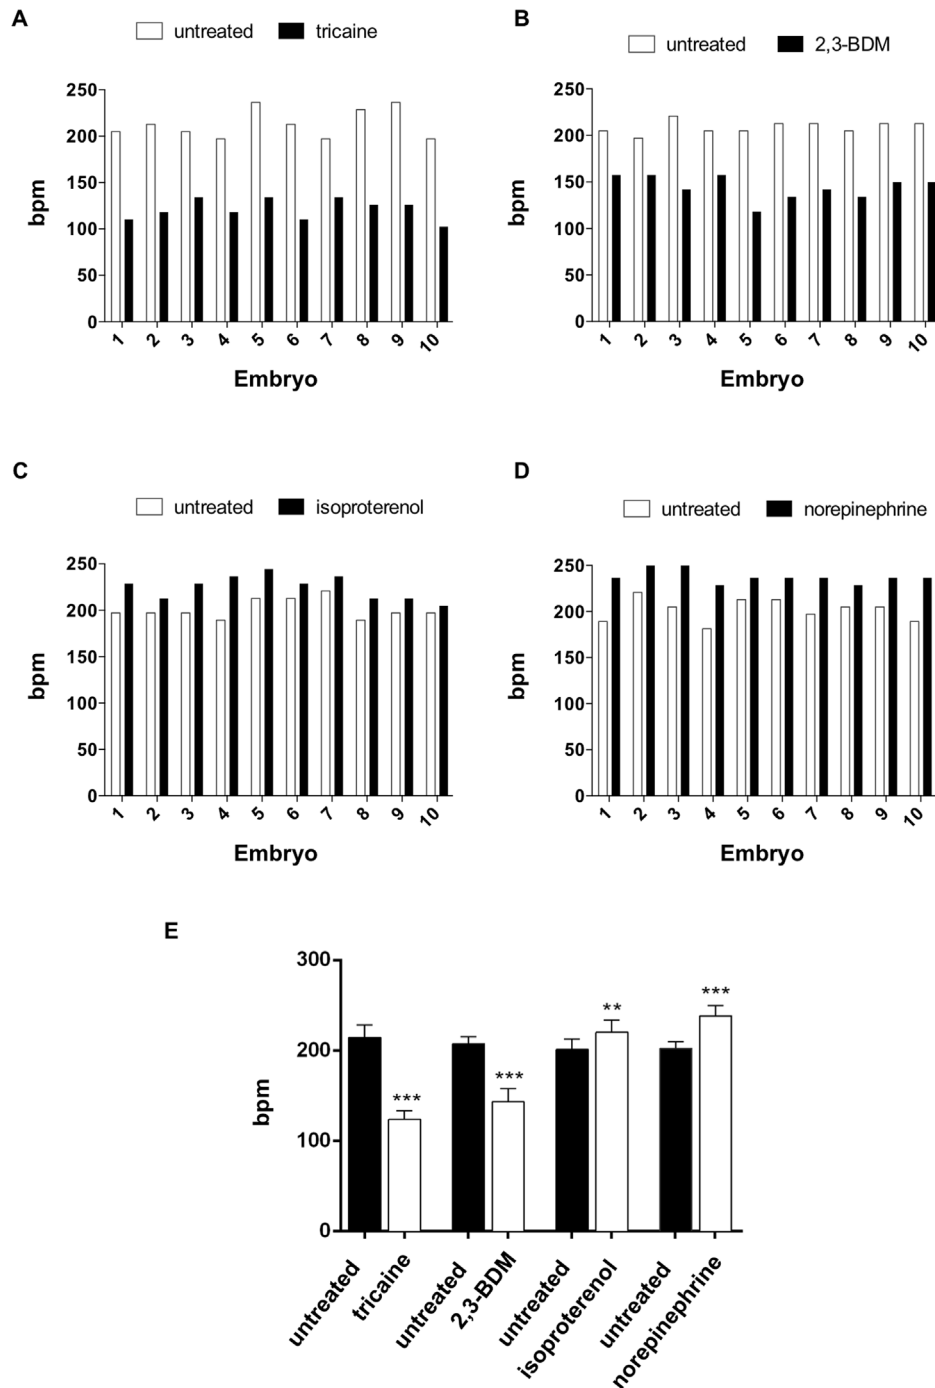 A
untreated tricaine
250
200
150
100
50
0
bpm
1 2 3 4 5 6 7 8 9 10
Embryo
B
untreated 2,3-BDM
250
200
150
100
50
0
bpm
1 2 3 4 5 6 7 8 9 10
Embryo
C
untreated isoproterenol
250
200
150
100
50
0
bpm
1 2 3 4 5 6 7 8 9 10
Embryo
D
untreated norepinephrine
250
200
150
100
50
0
bpm
1 2 3 4 5 6 7 8 9 10
Embryo
E
300
200
100
0
bpm
***
***
**
***
untreated
tricaine
untreated
2,3-BDM
untreated
isoproterenol
untreated
norepinephrine